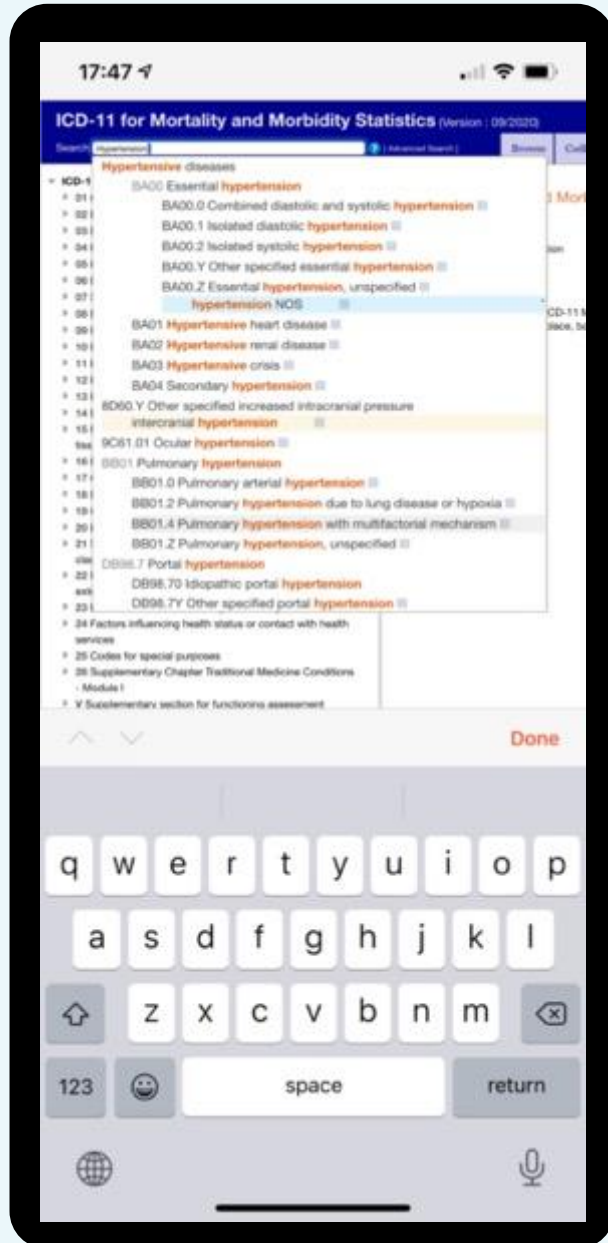 17:47
ICD-11 for Mortality and Morbidity Statistics (Version : 09/2020)
Search Hypertension [ Advanced Search ] Browse
Hypertensive diseases
BA00 Essential hypertension
BA00.0 Combined diastolic and systolic hypertension
BA00.1 Isolated diastolic hypertension
BA00.2 Isolated systolic hypertension
BA00.Y Other specified essential hypertension
BA00.Z Essential hypertension, unspecified
hypertension NOS
BA01 Hypertensive heart disease
BA02 Hypertensive renal disease
BA03 Hypertensive crisis
BA04 Secondary hypertension
8D60.Y Other specified increased intracranial pressure
intercranial hypertension
9C61.01 Ocular hypertension
BB01 Pulmonary hypertension
BB01.0 Pulmonary arterial hypertension
BB01.2 Pulmonary hypertension due to lung disease or hypoxia
BB01.4 Pulmonary hypertension with multifactorial mechanism
BB01.Z Pulmonary hypertension, unspecified
DB98.7 Portal hypertension
DB98.70 Idiopathic portal hypertension
DB98.7Y Other specified portal hypertension
24 Factors influencing health status or contact with health
services
25 Codes for special purposes
26 Supplementary Chapter Traditional Medicine Conditions
- Module I
V Supplementary section for functioning assessment
Done
q w e r t y u i o p
a s d f g h j k l
z x c v b n m
123 space return